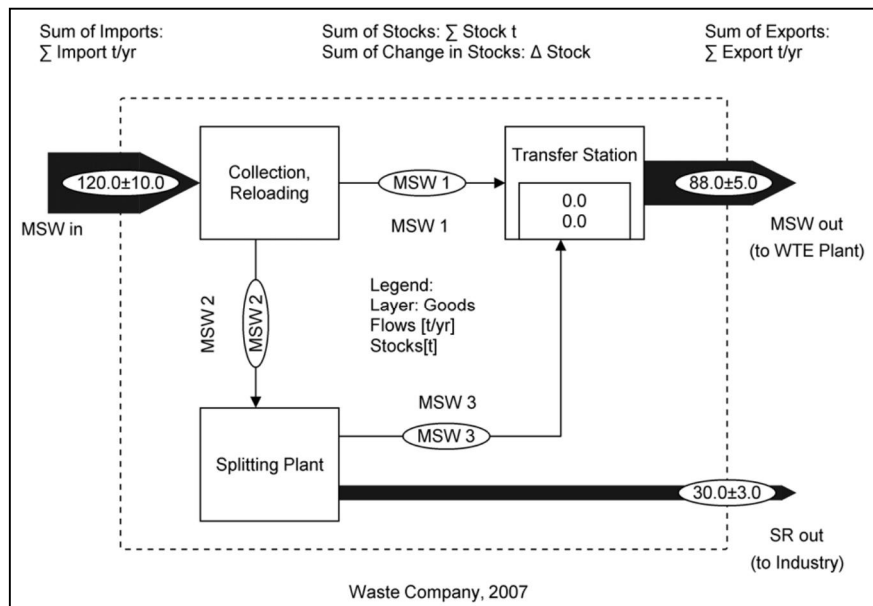 Sum of Imports:
∑ Import t/yr
Sum of Stocks: ∑ Stock t
Sum of Change in Stocks: Δ Stock
Sum of Exports:
∑ Export t/yr
120.0±10.0
MSW in
Collection,
Reloading
MSW 1
MSW 1
Transfer Station
0.0
0.0
88.0±5.0
MSW out
(to WTE Plant)
MSW 2
MSW 2
Legend:
Layer: Goods
Flows [t/yr]
Stocks[t]
Splitting Plant
MSW 3
MSW 3
30.0±3.0
SR out
(to Industry)
Waste Company, 2007